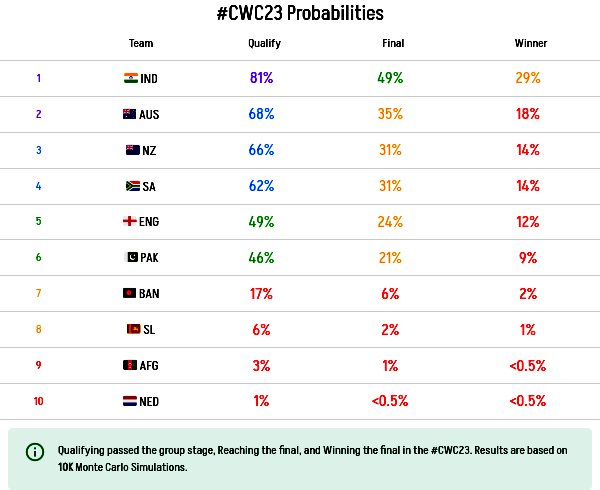 #CWC23 Probabilities
Team Qualify Final Winner
1 IND 81% 49% 29%
2 AUS 68% 35% 18%
3 NZ 66% 31% 14%
4 SA 62% 31% 14%
5 ENG 49% 24% 12%
6 PAK 46% 21% 9%
7 BAN 17% 6% 2%
8 SL 6% 2% 1%
9 AFG 3% 1% <0.5%
10 NED 1% <0.5% <0.5%
Qualifying passed the group stage, Reaching the final, and Winning the final in the #CWC23. Results are based on
10K Monte Carlo Simulations.